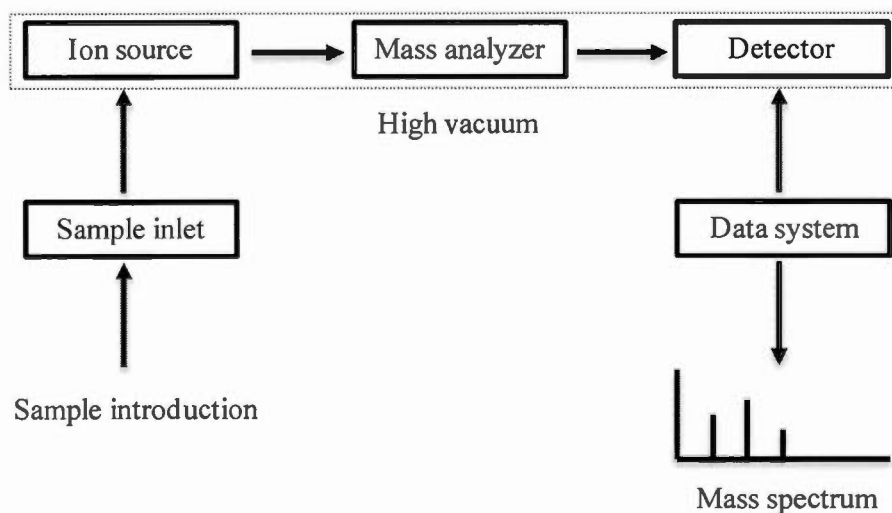 Ion source
Mass analyzer
Detector
High vacuum
Sample inlet
Data system
Sample introduction
Mass spectrum